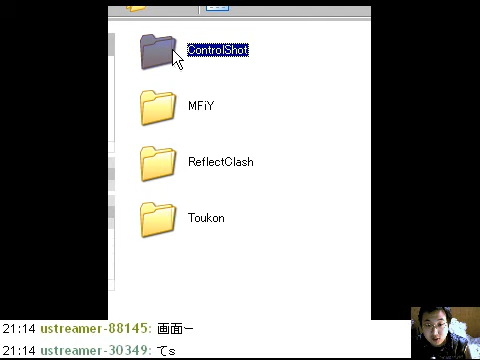 ControlShot
MFiY
ReflectClash
Toukon
21:14 ustreamer-88145: 画面ー
21:14 ustreamer-30349: てs